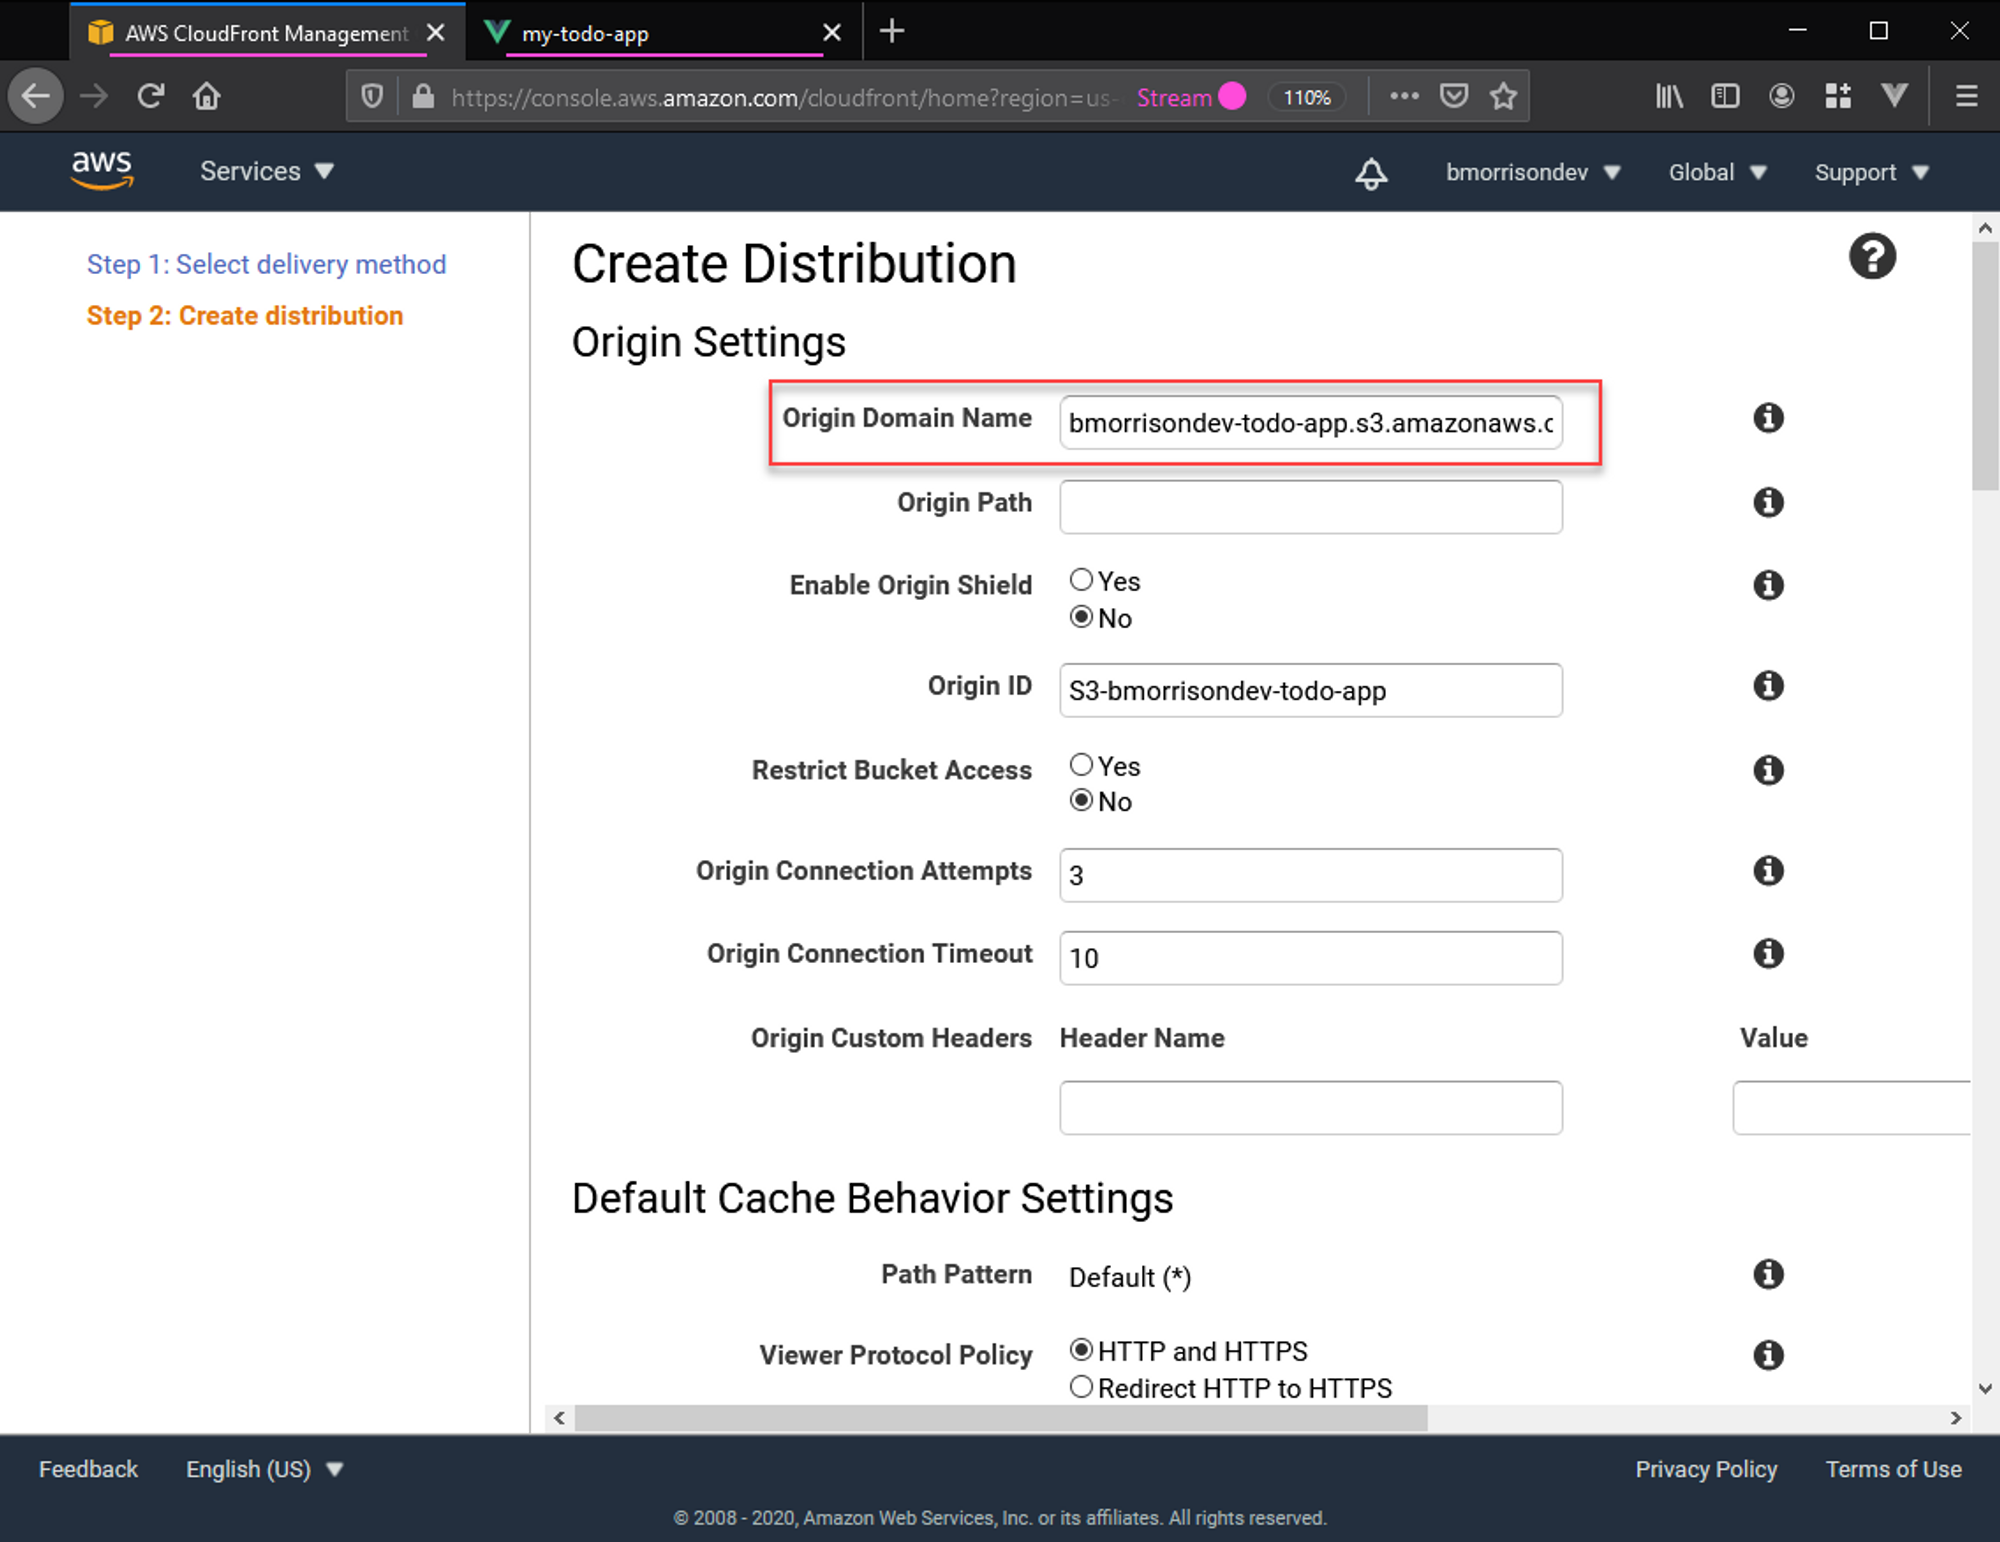 AWS CloudFront Management
my-todo-app
https://console.aws.amazon.com/cloudfront/home?region=us-
Stream
110%
aws
Services
bmorrisondev
Global
Support
Step 1: Select delivery method
Step 2: Create distribution
Create Distribution
Origin Settings
Origin Domain Name
bmorrisondev-todo-app.s3.amazonaws.c
Origin Path
Enable Origin Shield
Yes
No
Origin ID
S3-bmorrisondev-todo-app
Restrict Bucket Access
Yes
No
Origin Connection Attempts
3
Origin Connection Timeout
10
Origin Custom Headers
Header Name
Value
Default Cache Behavior Settings
Path Pattern
Default (*)
Viewer Protocol Policy
HTTP and HTTPS
Redirect HTTP to HTTPS
Feedback
English (US)
Privacy Policy
Terms of Use
© 2008 - 2020, Amazon Web Services, Inc. or its affiliates. All rights reserved.